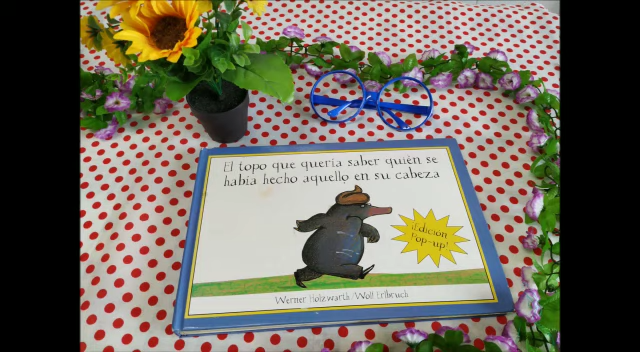 El topo que quería saber quién se
había hecho aquello en su cabeza
¡Edición
Pop-up!
Werner Holzwarth/Wolf Erlbruch